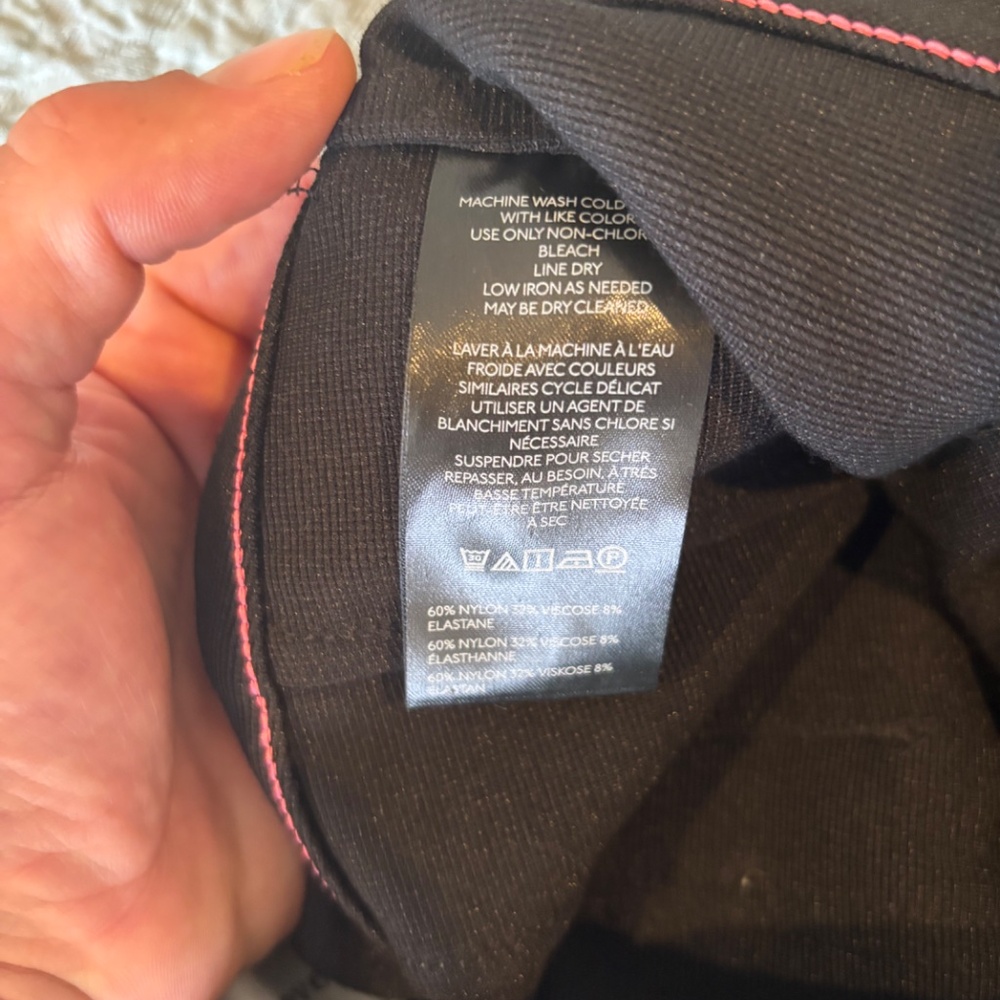 MACHINE WASH COLD
WITH LIKE COLOR
USE ONLY NON-CHLOR
BLEACH
LINE DRY
LOW IRON AS NEEDED
MAY BE DRY CLEANED
LAVER À LA MACHINE À L'EAU
FROIDE AVEC COULEURS
SIMILAIRES CYCLE DÉLICAT
UTILISER UN AGENT DE
BLANCHIMENT SANS CHLORE SI
NÉCESSAIRE
SUSPENDRE POUR SECHER
REPASSER, AU BESOIN, À TRÈS
BASSE TEMPÉRATURE
PEUT-ÊTRE ÊTRE NETTOYÉE
À SEC
30 P
60% NYLON 32% VISCOSE 8%
ELASTANE
60% NYLON 32% VISCOSE 8%
ÉLASTHANNE
60% NYLON 32% VISKOSE 8%
ELASTAN